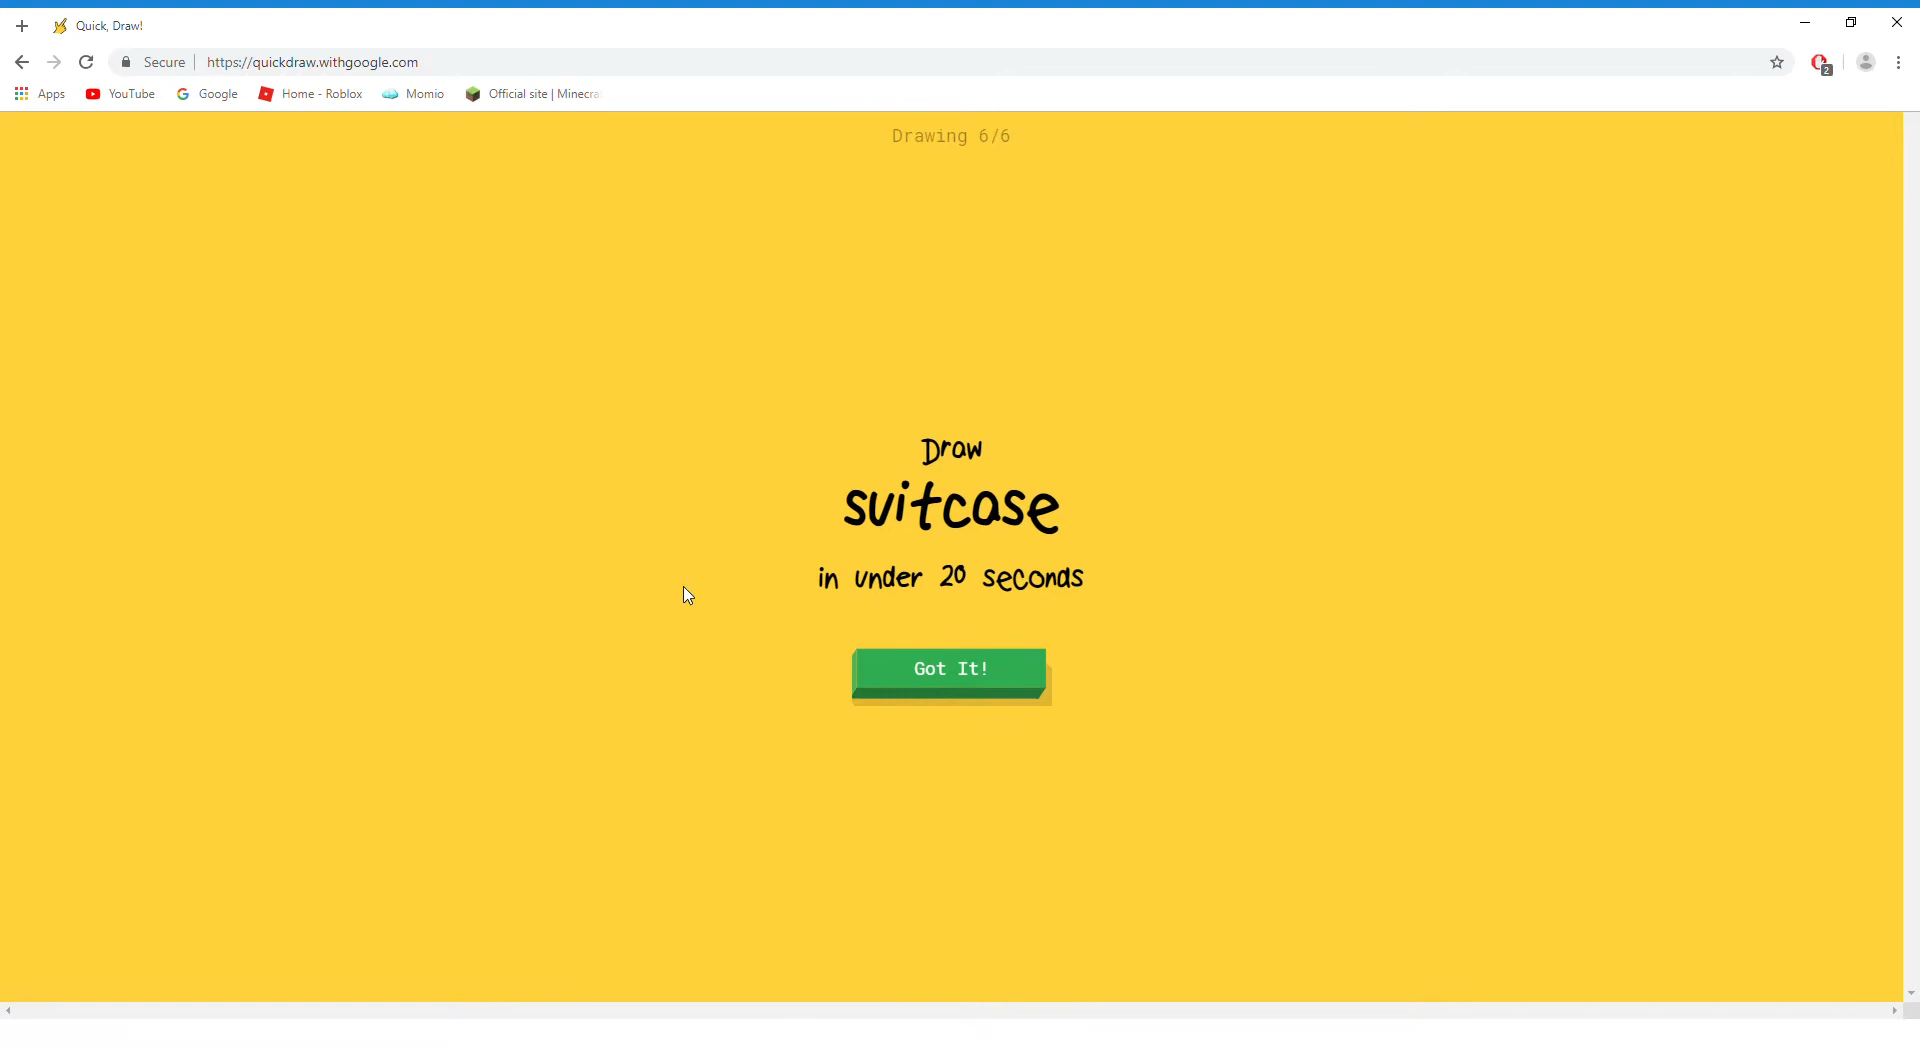 Quick, Draw!
Secure https://quickdraw.withgoogle.com
2
Apps YouTube Google Home - Roblox Momio Official site | Minecra
Drawing 6/6
Draw
suitcase
in under 20 seconds
Got It!